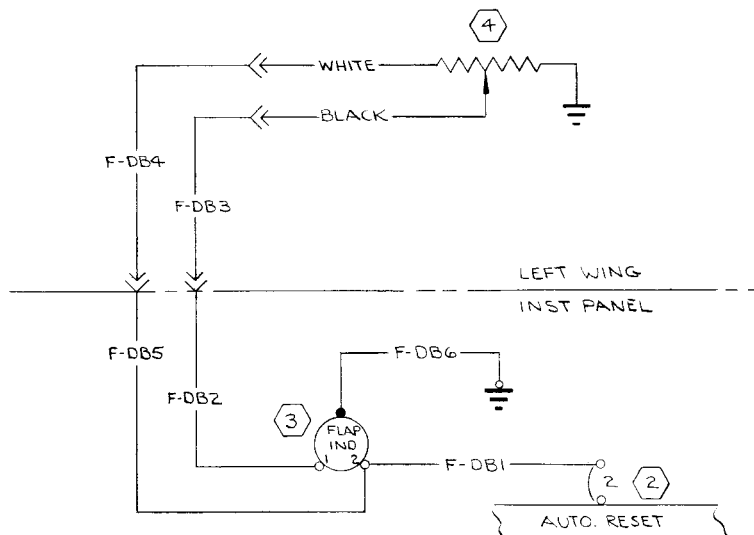 4
WHITE
BLACK
F-DB4
F-DB3
LEFT WING
INST PANEL
F-DB5
F-DB6
F-DB2
3
FLAP
IND
1 2
F-DB1
2 2
AUTO. RESET